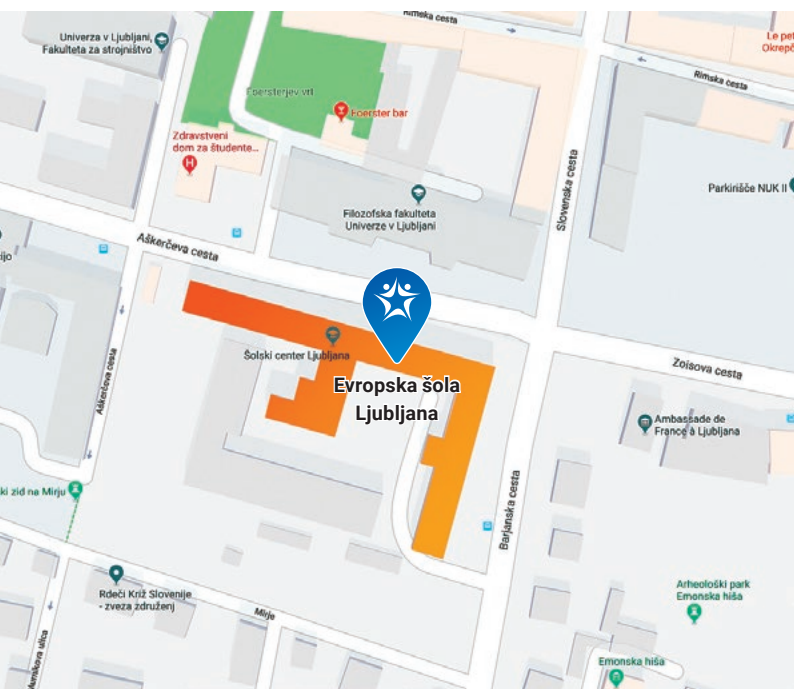 Rimska cesta
Univerza v Ljubljani,
Fakulteta za strojništvo
Le pet
Okrepč
Rimska cesta
Foersterjev vrt
Foerster bar
Zdravstveni
dom za študente...
Slovenska cesta
Parkirišče NUK II
Filozofska fakulteta
Univerze v Ljubljani
Aškerčeva cesta
ijo
Šolski center Ljubljana
Evropska šola
Ljubljana
Zoisova cesta
Aškerčeva cesta
Ambassade de
France à Ljubljana
ki zid na Mirju
Barjanska cesta
Rdeči Križ Slovenije
- zveza združenj
Mirje
Arheološki park
Emonska hiša
Emonska hiša